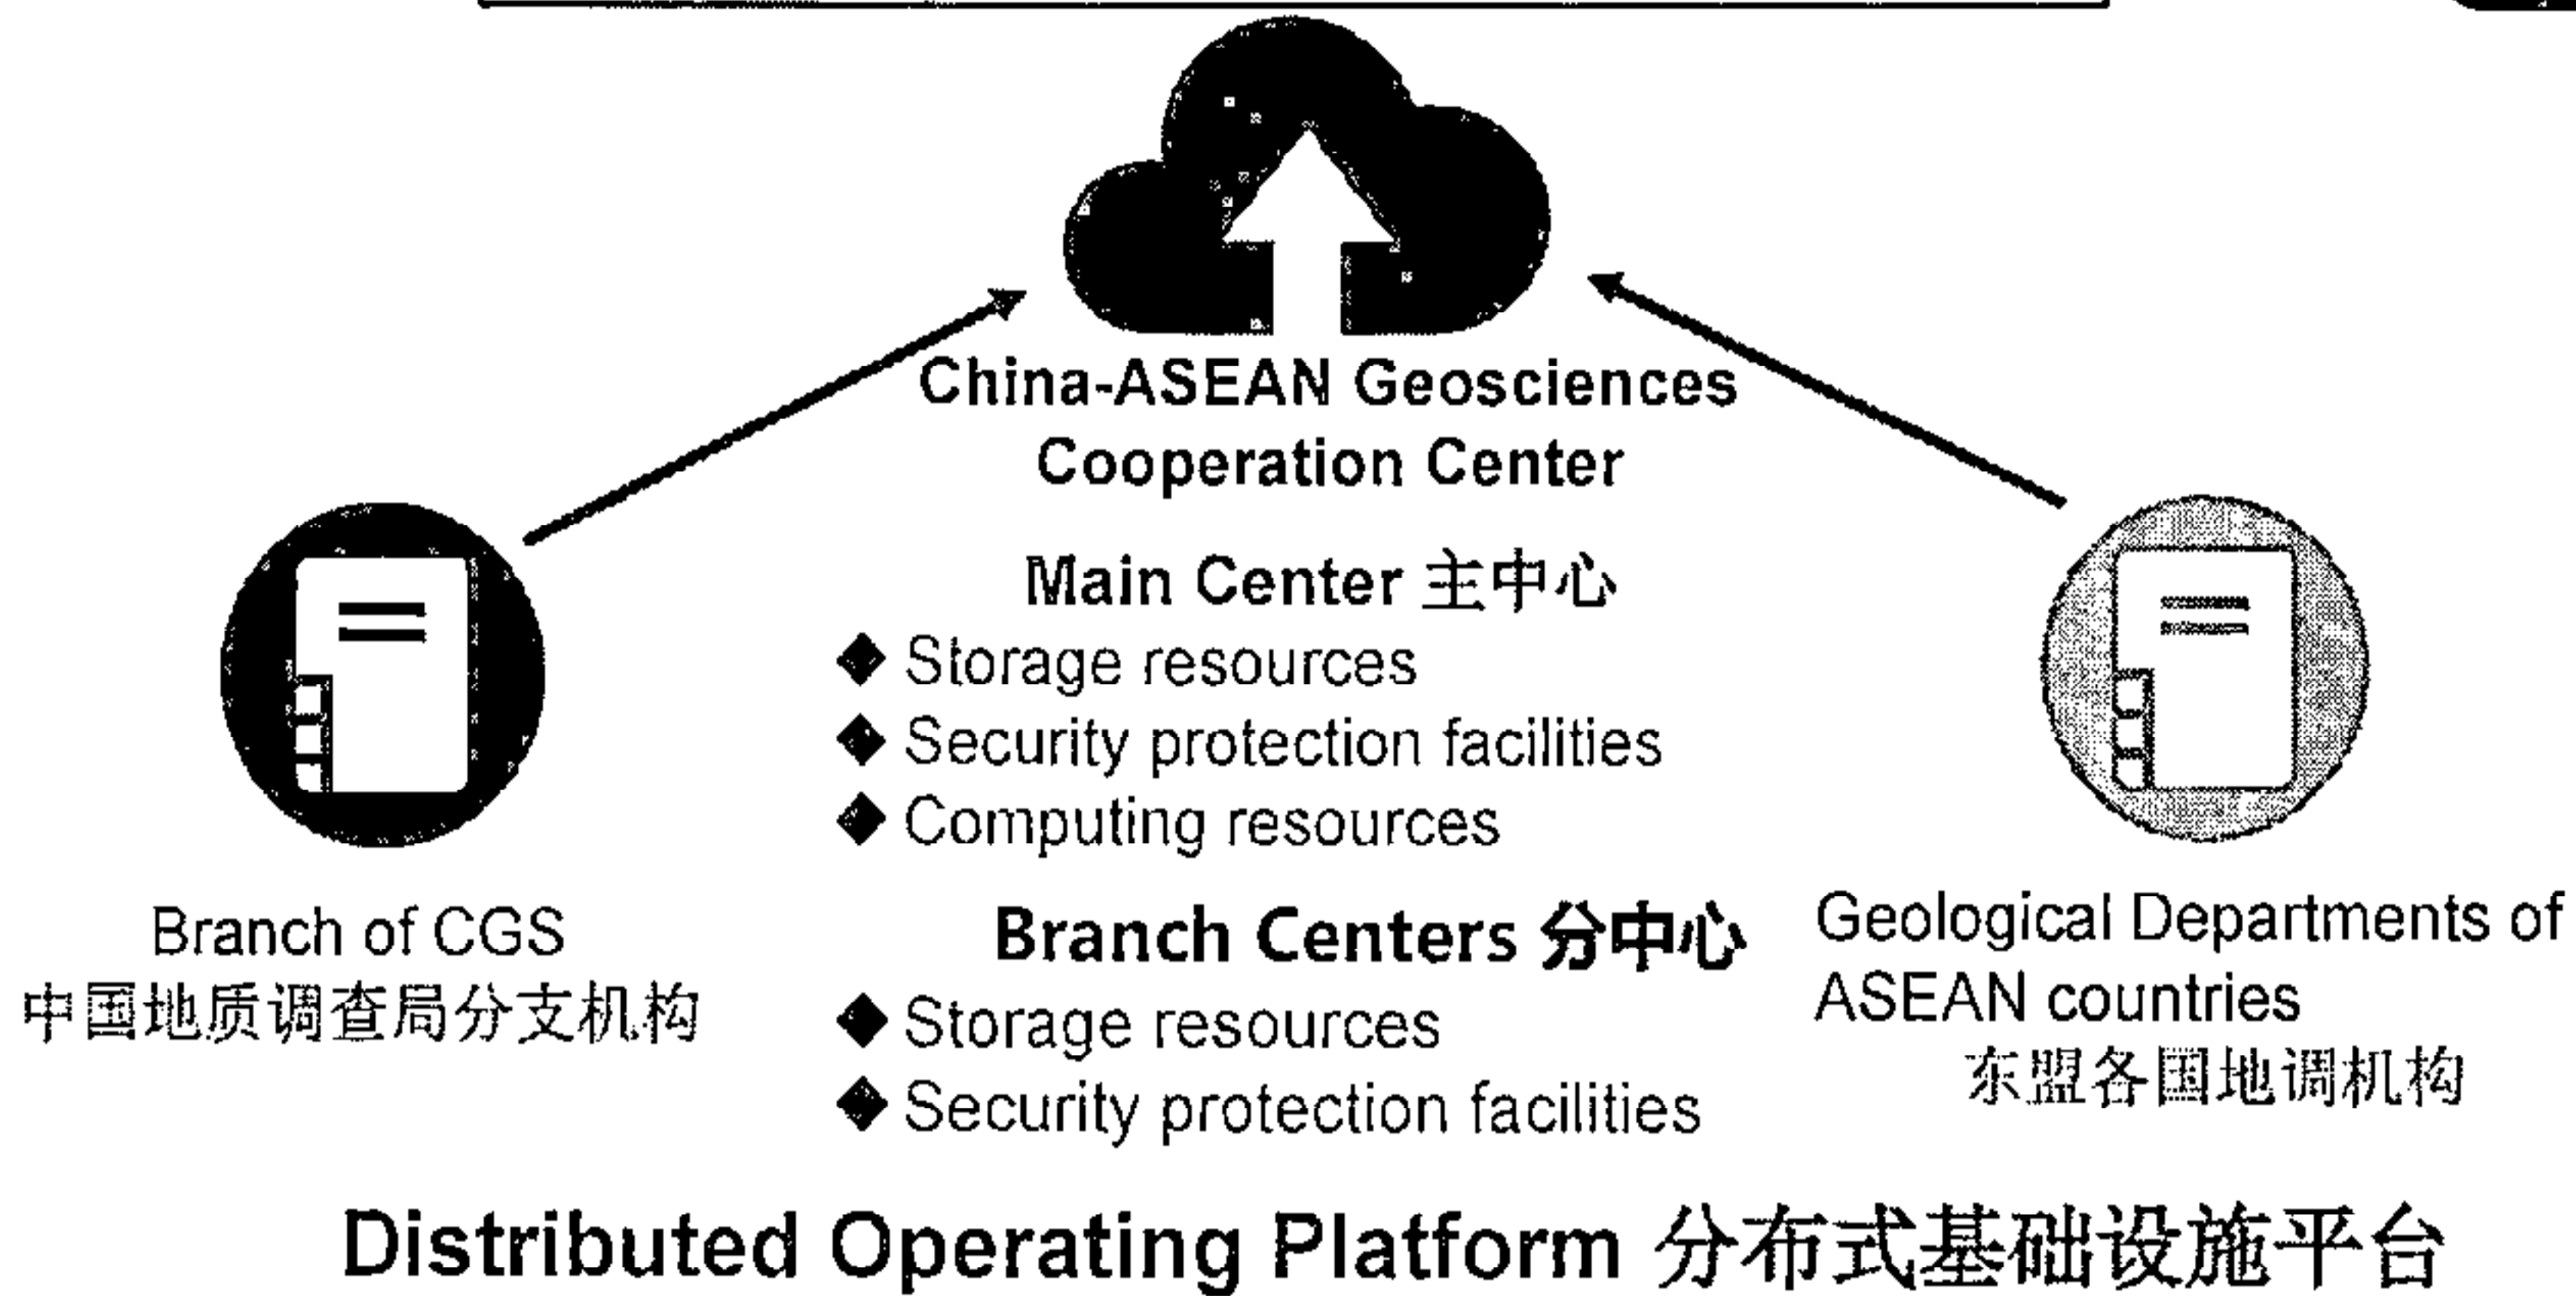 China-ASEAN Geosciences
Cooperation Center
Main Center 主中心
◆ Storage resources
◆ Security protection facilities
◆ Computing resources
Branch Centers 分中心
◆ Storage resources
◆ Security protection facilities
Branch of CGS
中国地质调查局分支机构
Geological Departments of
ASEAN countries
东盟各国地调机构
Distributed Operating Platform 分布式基础设施平台